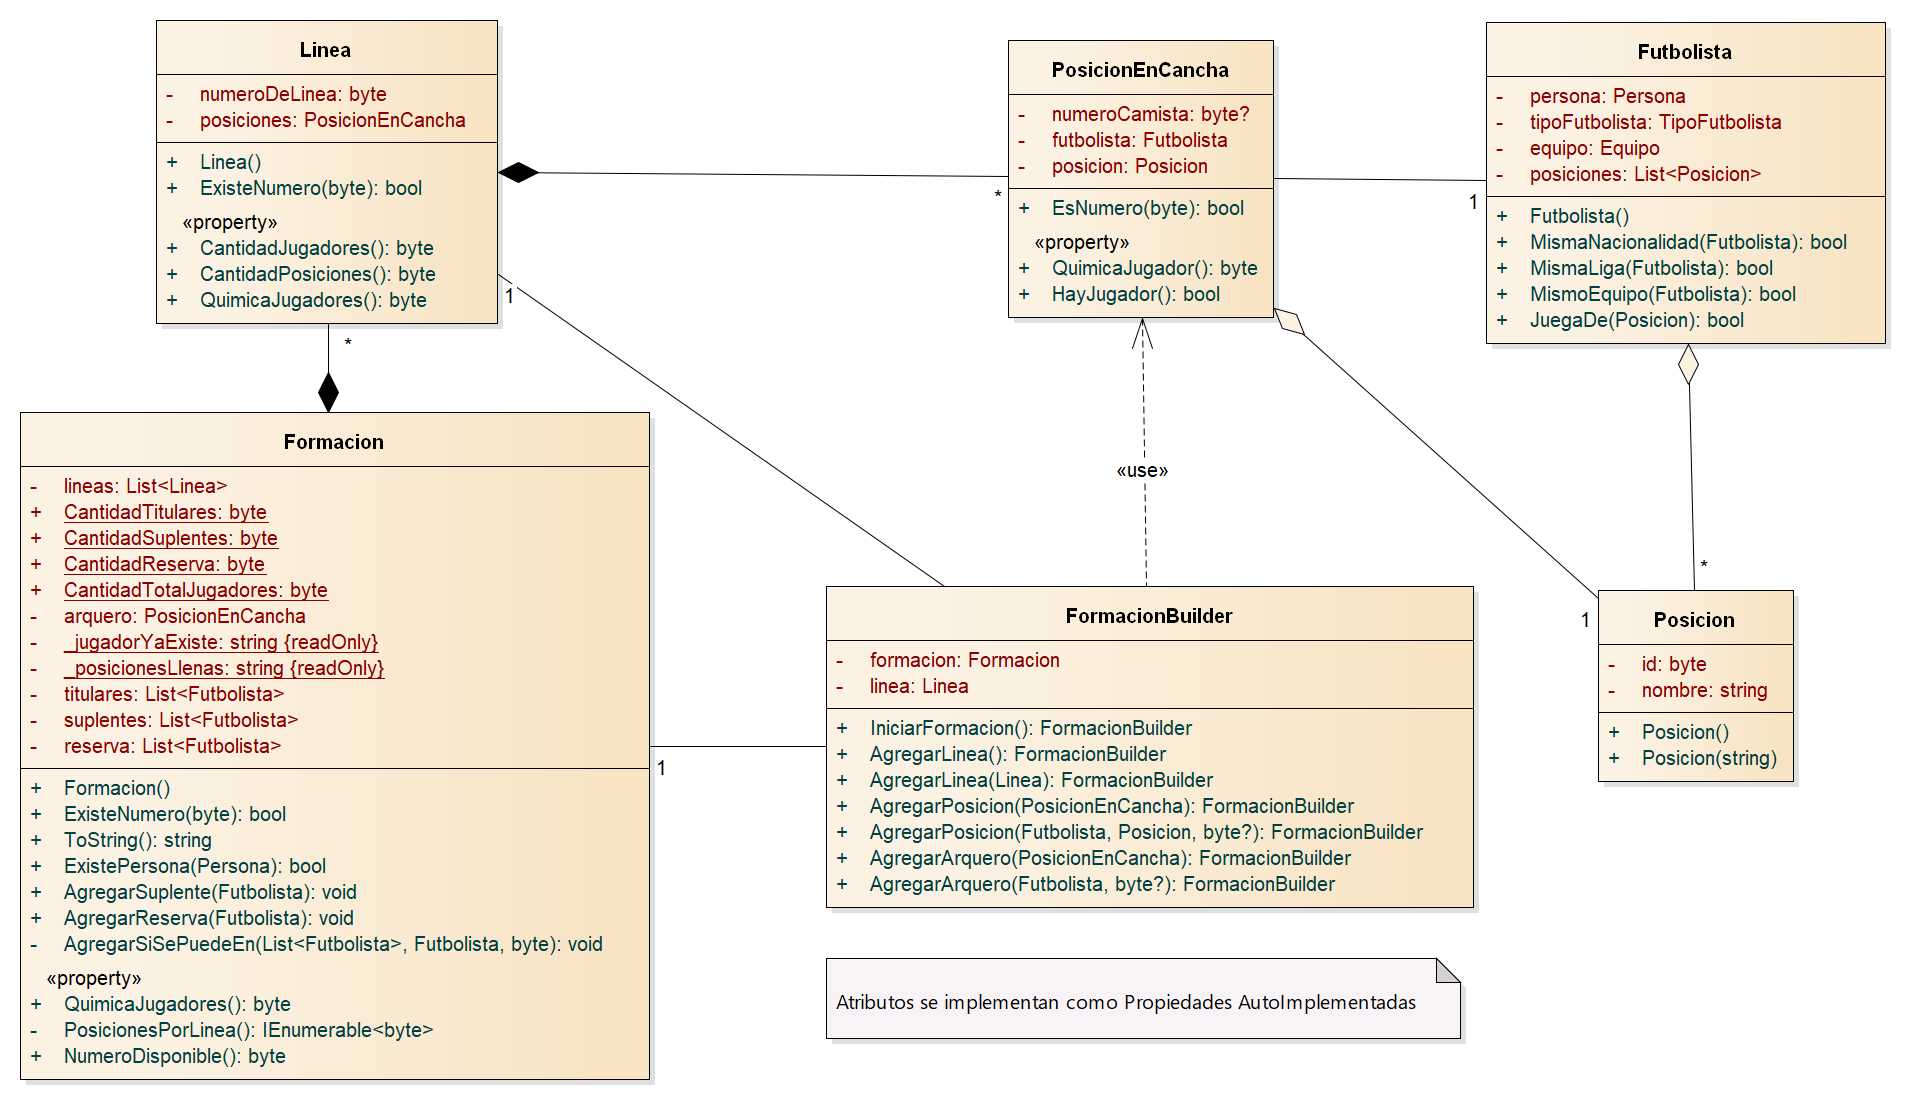 Linea
- numeroDeLinea: byte
- posiciones: PosicionEnCancha
+ Linea()
+ ExisteNumero(byte): bool
«property»
+ CantidadJugadores(): byte
+ CantidadPosiciones(): byte
+ QuimicaJugadores(): byte
PosicionEnCancha
- numeroCamista: byte?
- futbolista: Futbolista
- posicion: Posicion
+ EsNumero(byte): bool
«property»
+ QuimicaJugador(): byte
+ HayJugador(): bool
Futbolista
- persona: Persona
- tipoFutbolista: TipoFutbolista
- equipo: Equipo
- posiciones: List<Posicion>
+ Futbolista()
+ MismaNacionalidad(Futbolista): bool
+ MismaLiga(Futbolista): bool
+ MismoEquipo(Futbolista): bool
+ JuegaDe(Posicion): bool
*
1
1
*
Formacion
- lineas: List<Linea>
+ CantidadTitulares: byte
+ CantidadSuplentes: byte
+ CantidadReserva: byte
+ CantidadTotalJugadores: byte
- arquero: PosicionEnCancha
- _jugadorYaExiste: string {readOnly}
- _posicionesLlenas: string {readOnly}
- titulares: List<Futbolista>
- suplentes: List<Futbolista>
- reserva: List<Futbolista>
+ Formacion()
+ ExisteNumero(byte): bool
+ ToString(): string
+ ExistePersona(Persona): bool
+ AgregarSuplente(Futbolista): void
+ AgregarReserva(Futbolista): void
- AgregarSiSePuedeEn(List<Futbolista>, Futbolista, byte): void
«property»
+ QuimicaJugadores(): byte
- PosicionesPorLinea(): IEnumerable<byte>
+ NumeroDisponible(): byte
«use»
*
1
1
FormacionBuilder
- formacion: Formacion
- linea: Linea
+ IniciarFormacion(): FormacionBuilder
+ AgregarLinea(): FormacionBuilder
+ AgregarLinea(Linea): FormacionBuilder
+ AgregarPosicion(PosicionEnCancha): FormacionBuilder
+ AgregarPosicion(Futbolista, Posicion, byte?): FormacionBuilder
+ AgregarArquero(PosicionEnCancha): FormacionBuilder
+ AgregarArquero(Futbolista, byte?): FormacionBuilder
Posicion
- id: byte
- nombre: string
+ Posicion()
+ Posicion(string)
Atributos se implementan como Propiedades AutoImplementadas